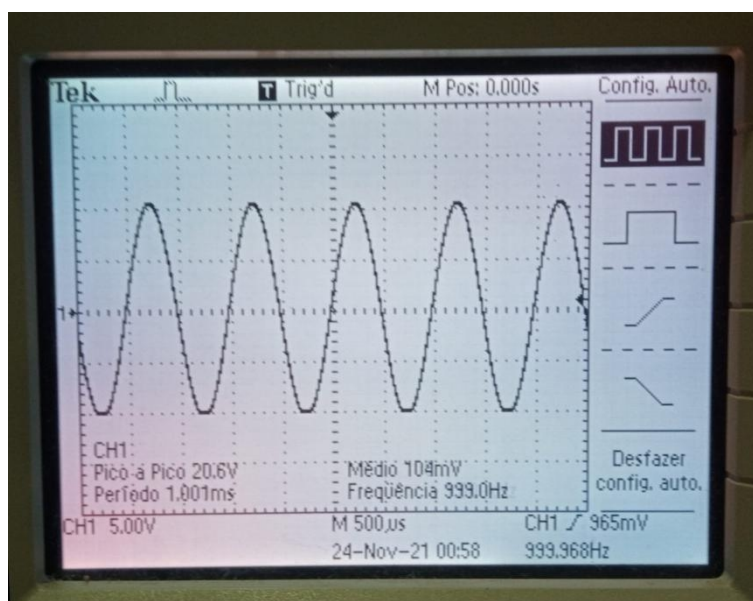 Tek T Trig'd M Pos: 0.000s Config. Auto.
1
CH1
Pico a Pico 20.6V Médio 104mV
Período 1.001ms Freqüência 999.0Hz
Desfazer
config. auto.
CH1 5.00V M 500µs CH1 965mV
24-Nov-21 00:58 999.968Hz